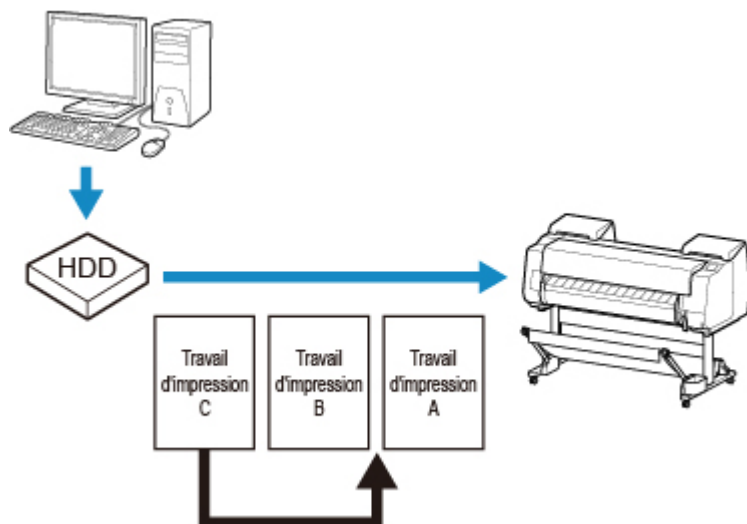 HDD
Travail
d'impression
C
Travail
d'impression
B
Travail
d'impression
A